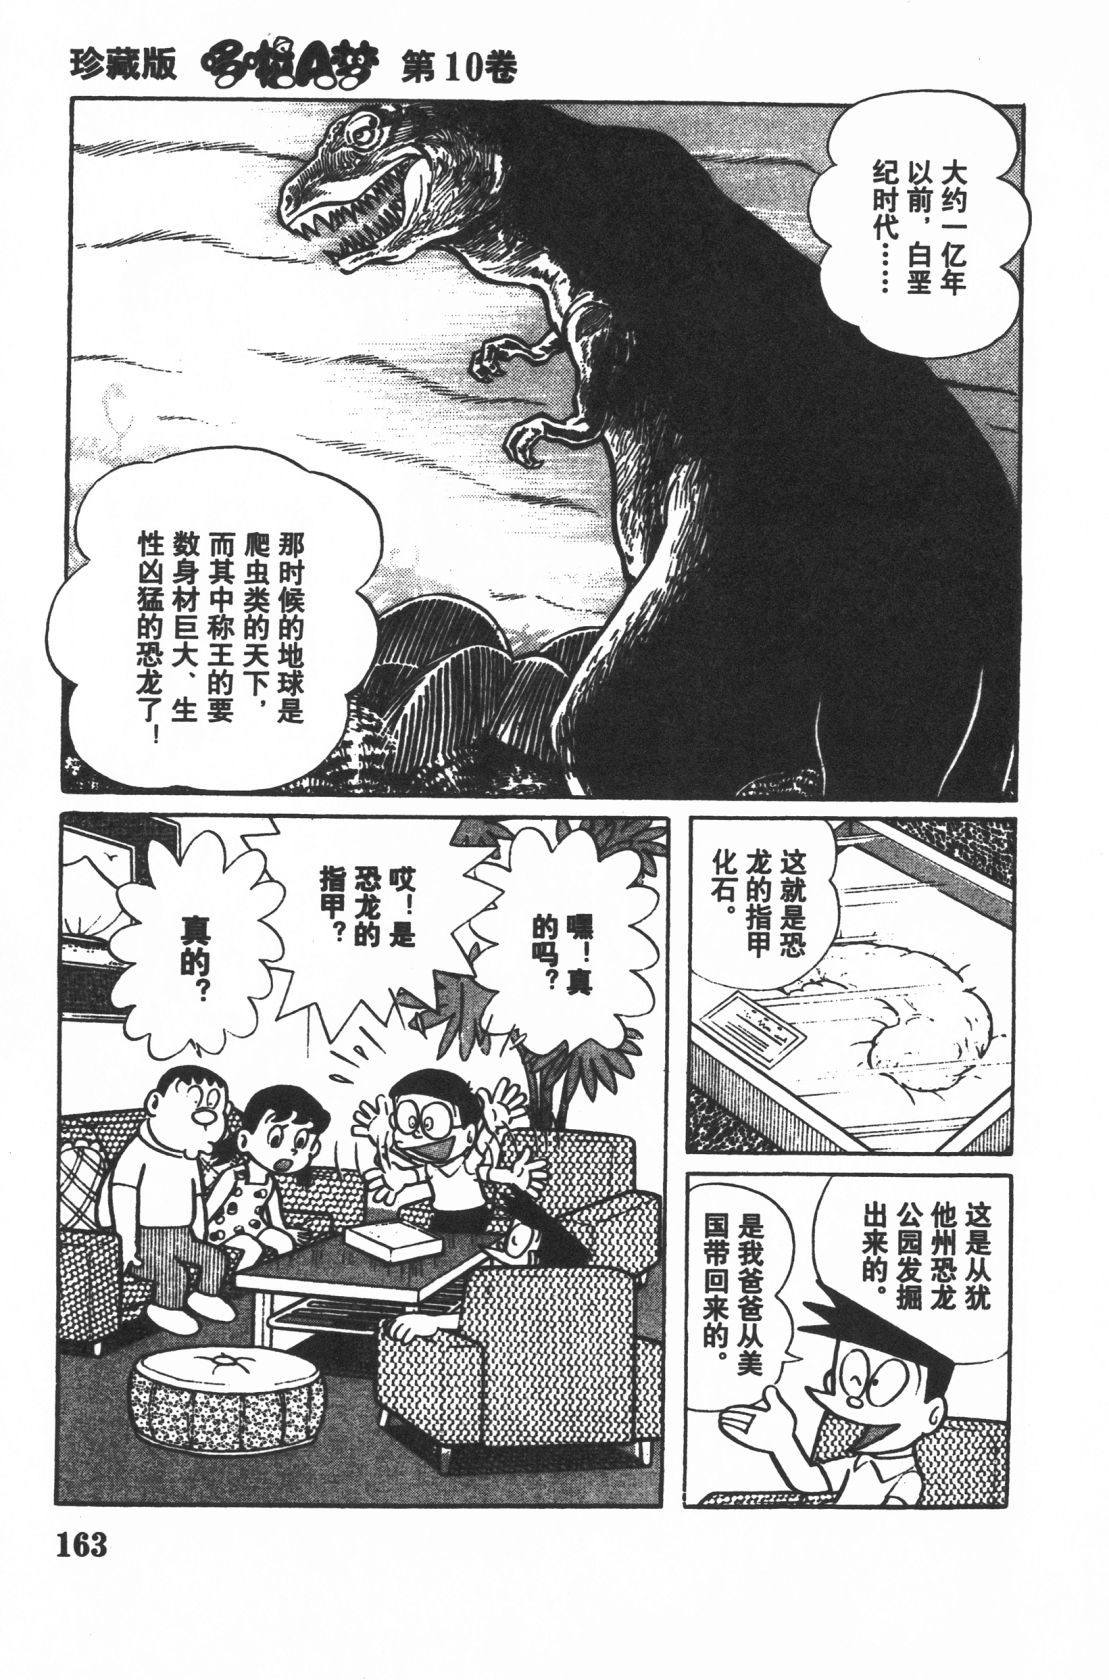 珍藏版 哆啦A梦 第10卷
大约一亿年
以前，白垩
纪时代……
那时候的地球是
爬虫类的天下，
而其中称王的要
数身材巨大、生
性凶猛的恐龙了！
这就是恐
龙的指甲
化石。
嘿！真
的吗？
哎！是
恐龙的
指甲？
真的？
这是从犹
他州恐龙
公园发掘
出来的。
是我爸爸从美
国带回来的。
163